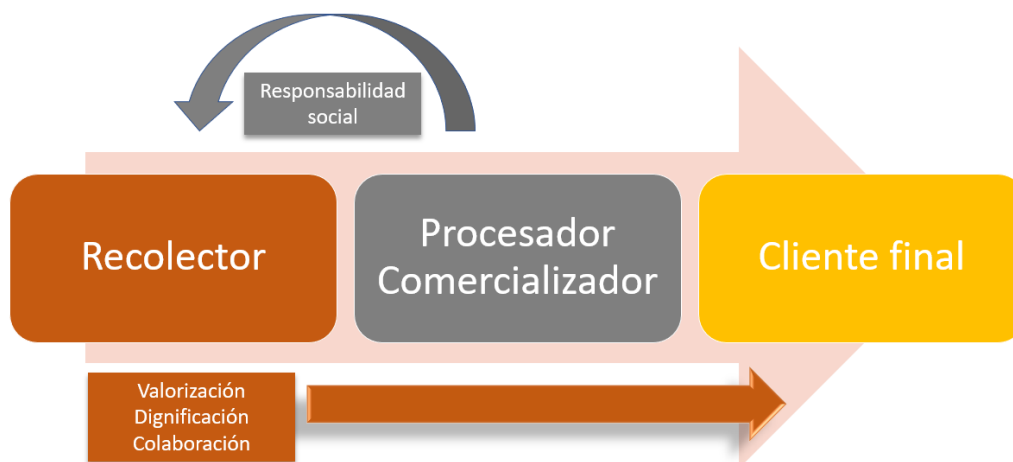 Responsabilidad
social
Recolector
Procesador
Comercializador
Cliente final
Valorización
Dignificación
Colaboración